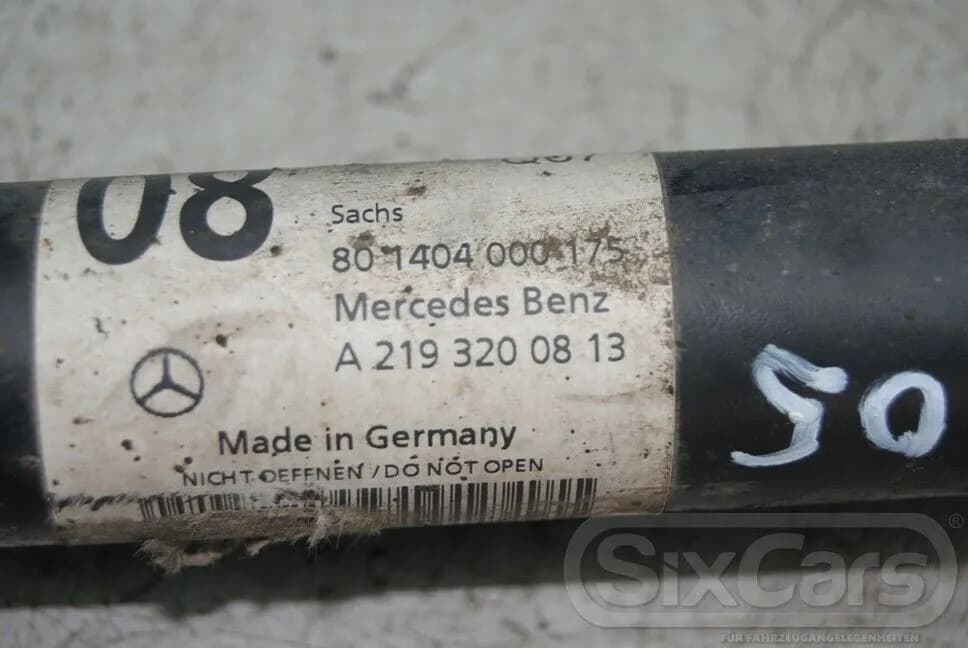 08
Sachs
80 1404 000 175
Mercedes Benz
A 219 320 08 13
Made in Germany
NICHT OEFFNEN / DO NOT OPEN
50
SixCars®
FÜR FAHRZEUGANGELEGENHEITEN